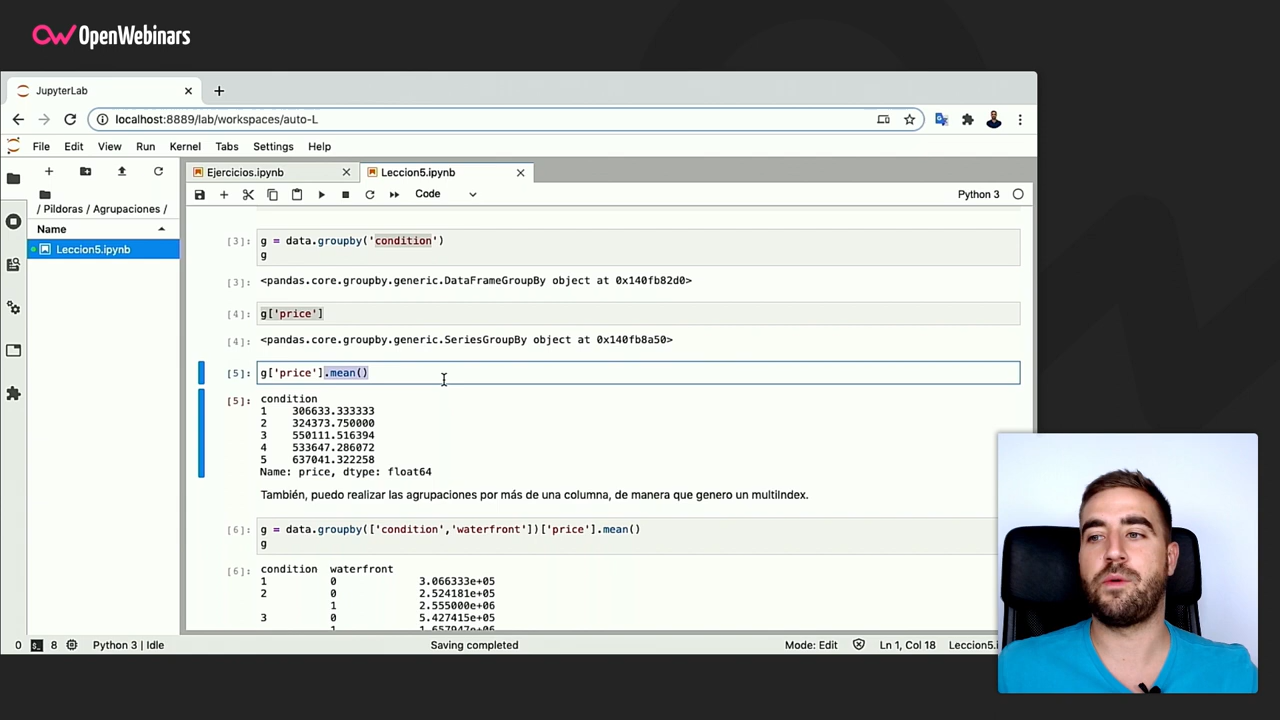 OpenWebinars
JupyterLab
localhost:8889/lab/workspaces/auto-L
File Edit View Run Kernel Tabs Settings Help
Ejercicios.ipynb
Leccion5.ipynb
Code
Python 3
/ Pildoras / Agrupaciones /
Name
Leccion5.ipynb
[3]: g = data.groupby('condition')
g
[3]: <pandas.core.groupby.generic.DataFrameGroupBy object at 0x140fb82d0>
[4]: g['price']
[4]: <pandas.core.groupby.generic.SeriesGroupBy object at 0x140fb8a50>
[5]: g['price'].mean()
[5]: condition
1 306633.333333
2 324373.750000
3 550111.516394
4 533647.286072
5 637041.322258
Name: price, dtype: float64
También, puedo realizar las agrupaciones por más de una columna, de manera que genero un multiIndex.
[6]: g = data.groupby(['condition','waterfront'])['price'].mean()
g
[6]: condition waterfront
1 0 3.066333e+05
2 0 2.524181e+05
1 2.555000e+06
3 0 5.427415e+05
1 1.657947e+06
0 8 Python 3 | Idle Saving completed Mode: Edit Ln 1, Col 18 Leccion5.i